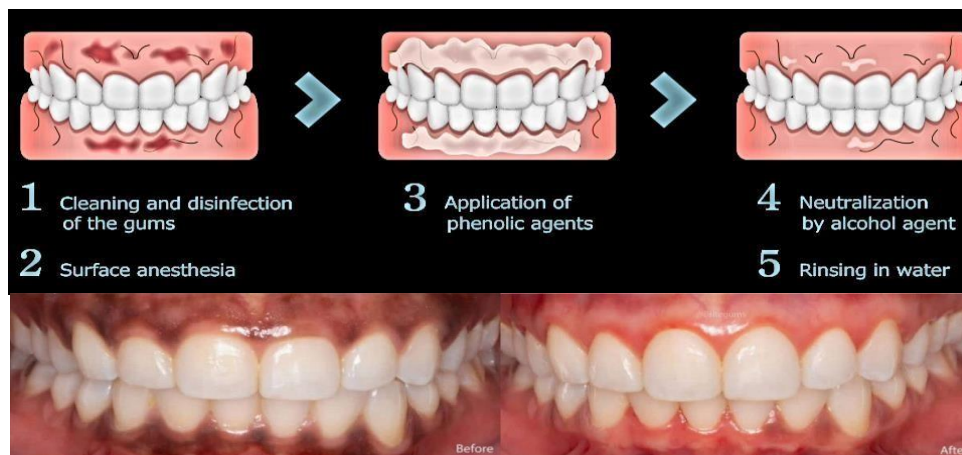 1 Cleaning and disinfection
of the gums
2 Surface anesthesia
3 Application of
phenolic agents
4 Neutralization
by alcohol agent
5 Rinsing in water
Before
After